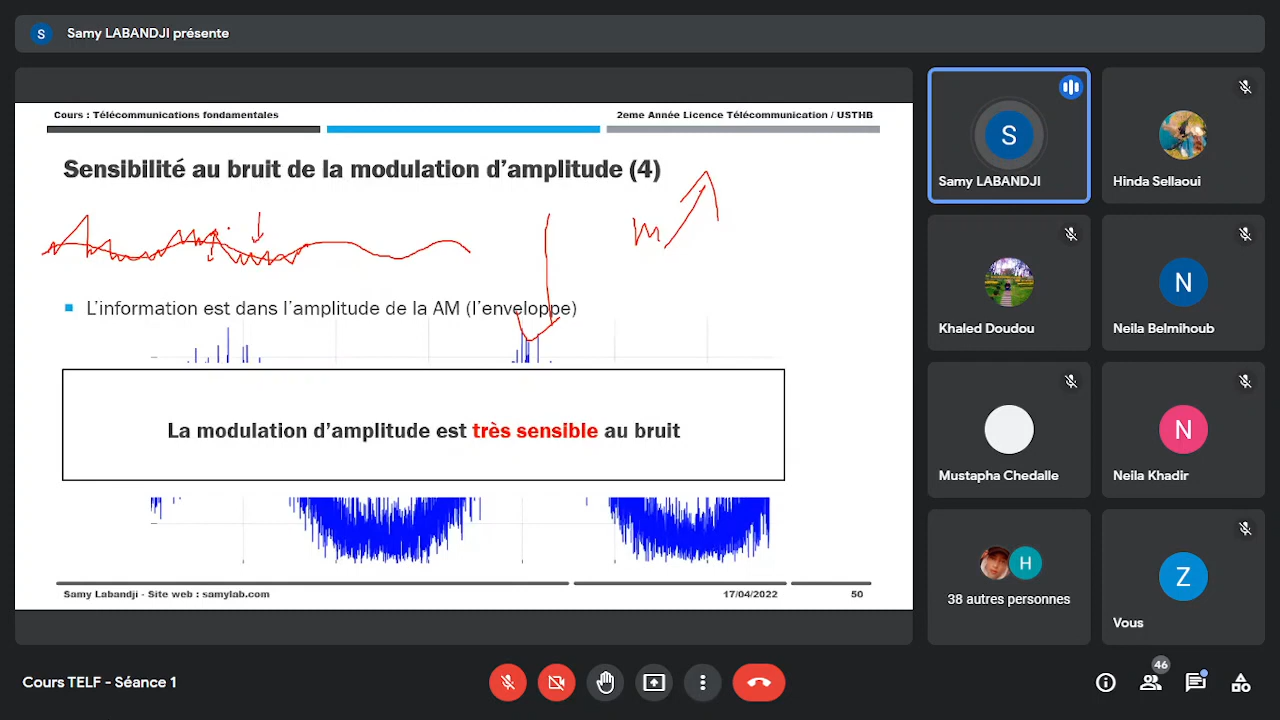 S Samy LABANDJI présente
Cours : Télécommunications fondamentales
2eme Année Licence Télécommunication / USTHB
Sensibilité au bruit de la modulation d'amplitude (4)
m
L'information est dans l'amplitude de la AM (l'enveloppe)
La modulation d'amplitude est très sensible au bruit
Samy Labandji - Site web : samylab.com
17/04/2022
50
S
Samy LABANDJI
Hinda Sellaoui
Khaled Doudou
N
Neila Belmihoub
Mustapha Chedalle
N
Neila Khadir
H
38 autres personnes
Z
Vous
Cours TELF - Séance 1
46